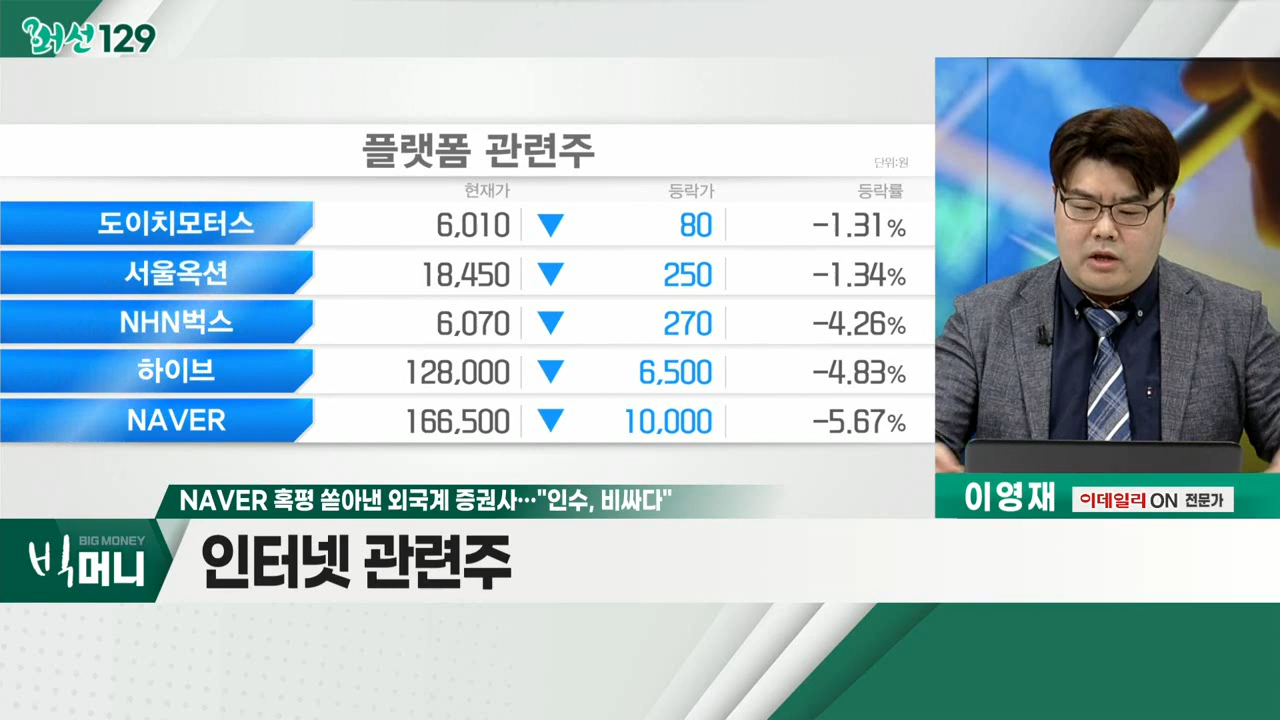 머선129
플랫폼 관련주
단위:원
현재가 등락가 등락률
도이치모터스 6,010 ▼ 80 -1.31%
서울옥션 18,450 ▼ 250 -1.34%
NHN벅스 6,070 ▼ 270 -4.26%
하이브 128,000 ▼ 6,500 -4.83%
NAVER 166,500 ▼ 10,000 -5.67%
이영재 이데일리ON 전문가
NAVER 혹평 쏟아낸 외국계 증권사…"인수, 비싸다"
BIG MONEY
빅머니
인터넷 관련주